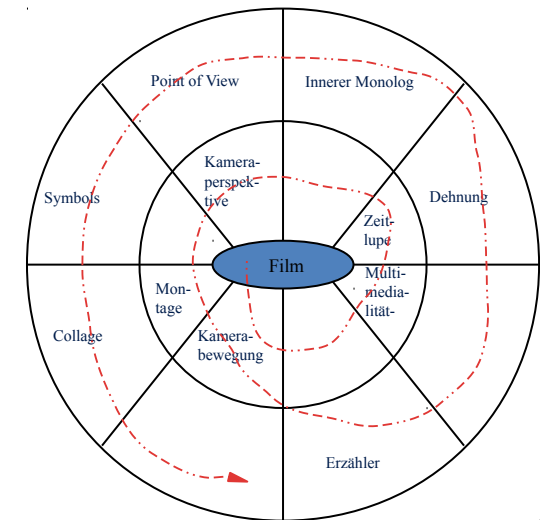 Point of View
Innerer Monolog
Kamera-
perspek-
tive
Symbols
Dehnung
Zeit-
lupe
Film
Multi-
media-
lität-
Mon-
tage
Collage
Kamera-
bewegung
Erzähler